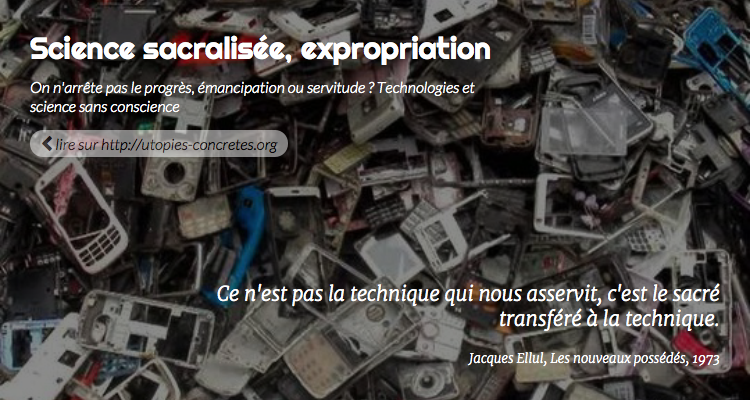 Science sacralisée, expropriation
On n'arrête pas le progrès, émancipation ou servitude ? Technologies et
science sans conscience
lire sur http://utopies-concretes.org
Ce n'est pas la technique qui nous asservit, c'est le sacré
transféré à la technique.
Jacques Ellul, Les nouveaux possédés, 1973